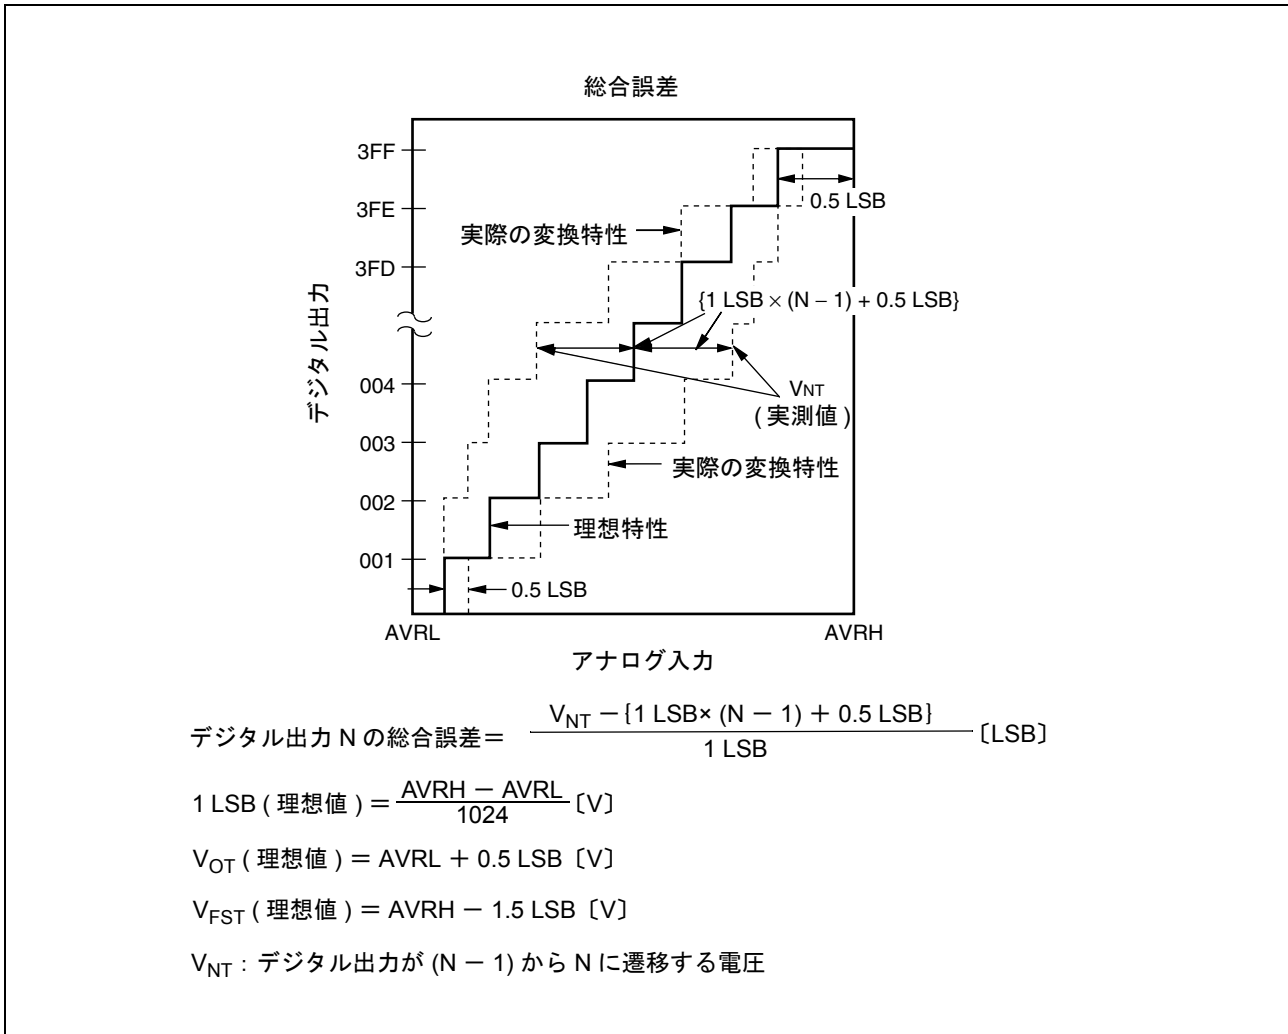 総合誤差
3FF
0.5 LSB
3FE
実際の変換特性
3FD
{1 LSB × (N − 1) + 0.5 LSB}
デジタル出力
004
VNT
( 実測値 )
003
実際の変換特性
002
理想特性
001
0.5 LSB
AVRL
AVRH
アナログ入力
デジタル出力 N の総合誤差＝ VNT −{1 LSB× (N − 1) + 0.5 LSB} 〔LSB〕
1 LSB
1 LSB ( 理想値 ) ＝ AVRH − AVRL 〔V〕
1024
VOT ( 理想値 ) ＝ AVRL ＋ 0.5 LSB〔V〕
VFST ( 理想値 ) ＝ AVRH − 1.5 LSB〔V〕
VNT : デジタル出力が (N − 1) から N に遷移する電圧